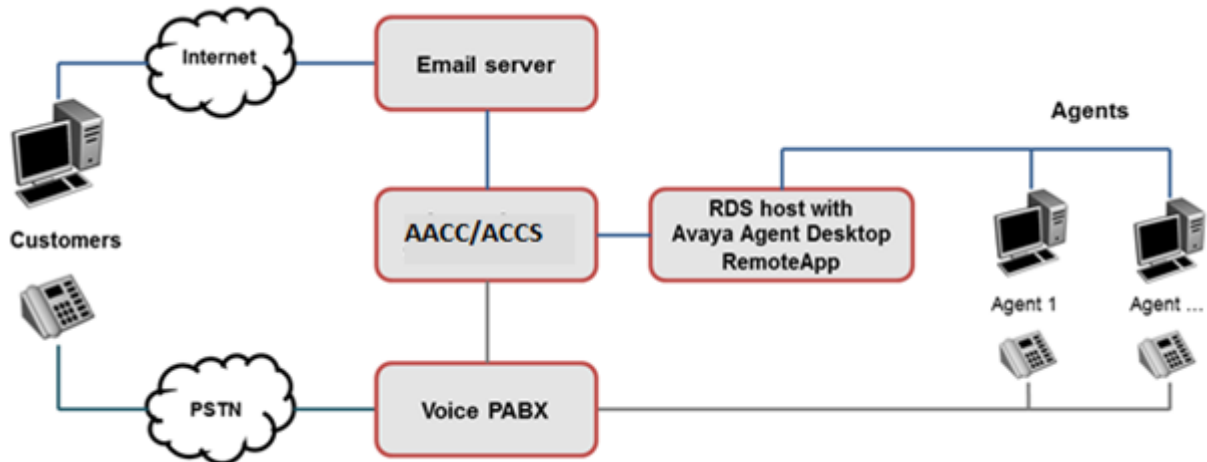 Internet
Email server
Agents
Customers
AACC/ACCS
RDS host with
Avaya Agent Desktop
RemoteApp
Agent 1
Agent ...
PSTN
Voice PABX